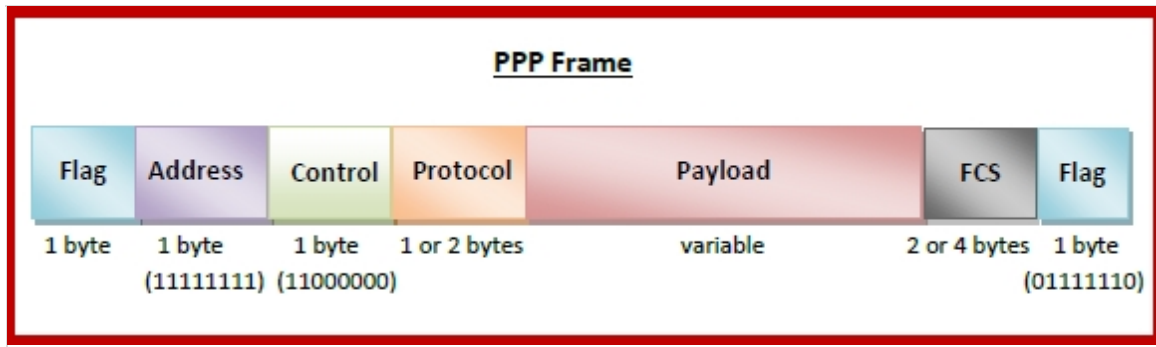 PPP Frame
Flag Address Control Protocol Payload FCS Flag
1 byte 1 byte 1 byte 1 or 2 bytes variable 2 or 4 bytes 1 byte
(11111111) (11000000) (01111110)